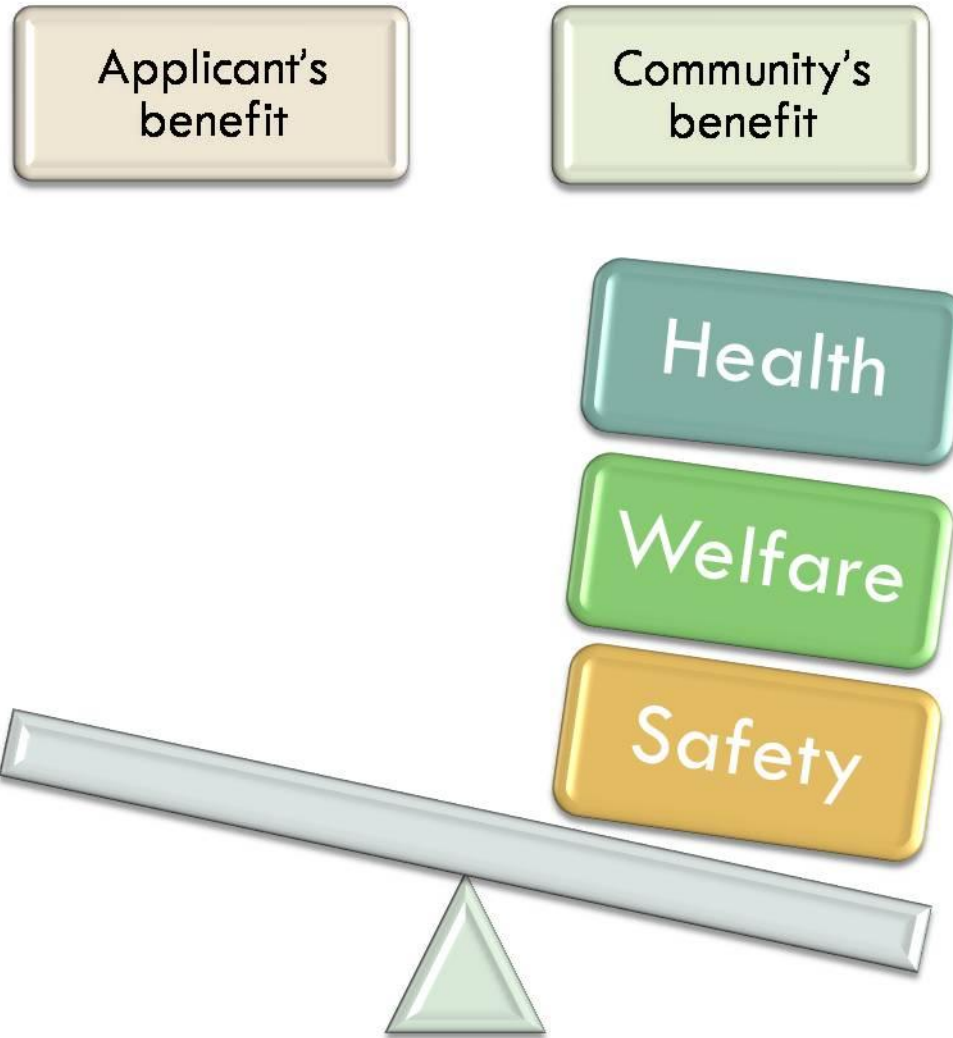 Applicant's
benefit
Community's
benefit
Health
Welfare
Safety